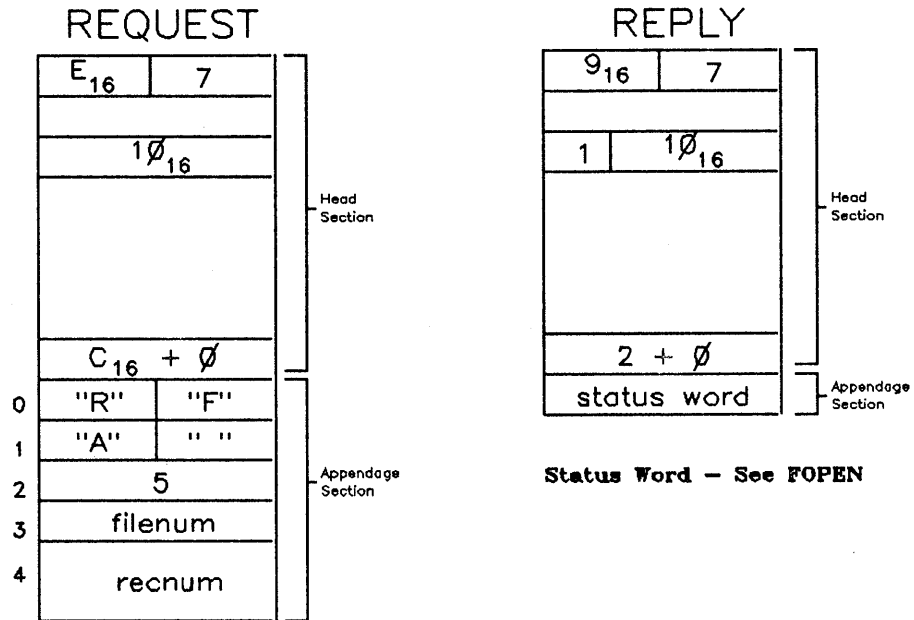 REQUEST
E16 7
1Ø16
Head
Section
C16 + Ø
0 "R" "F"
1 "A" " "
2 5
3 filenum
4 recnum
Appendage
Section
REPLY
916 7
1 1Ø16
Head
Section
2 + Ø
status word
Appendage
Section
Status Word – See FOPEN